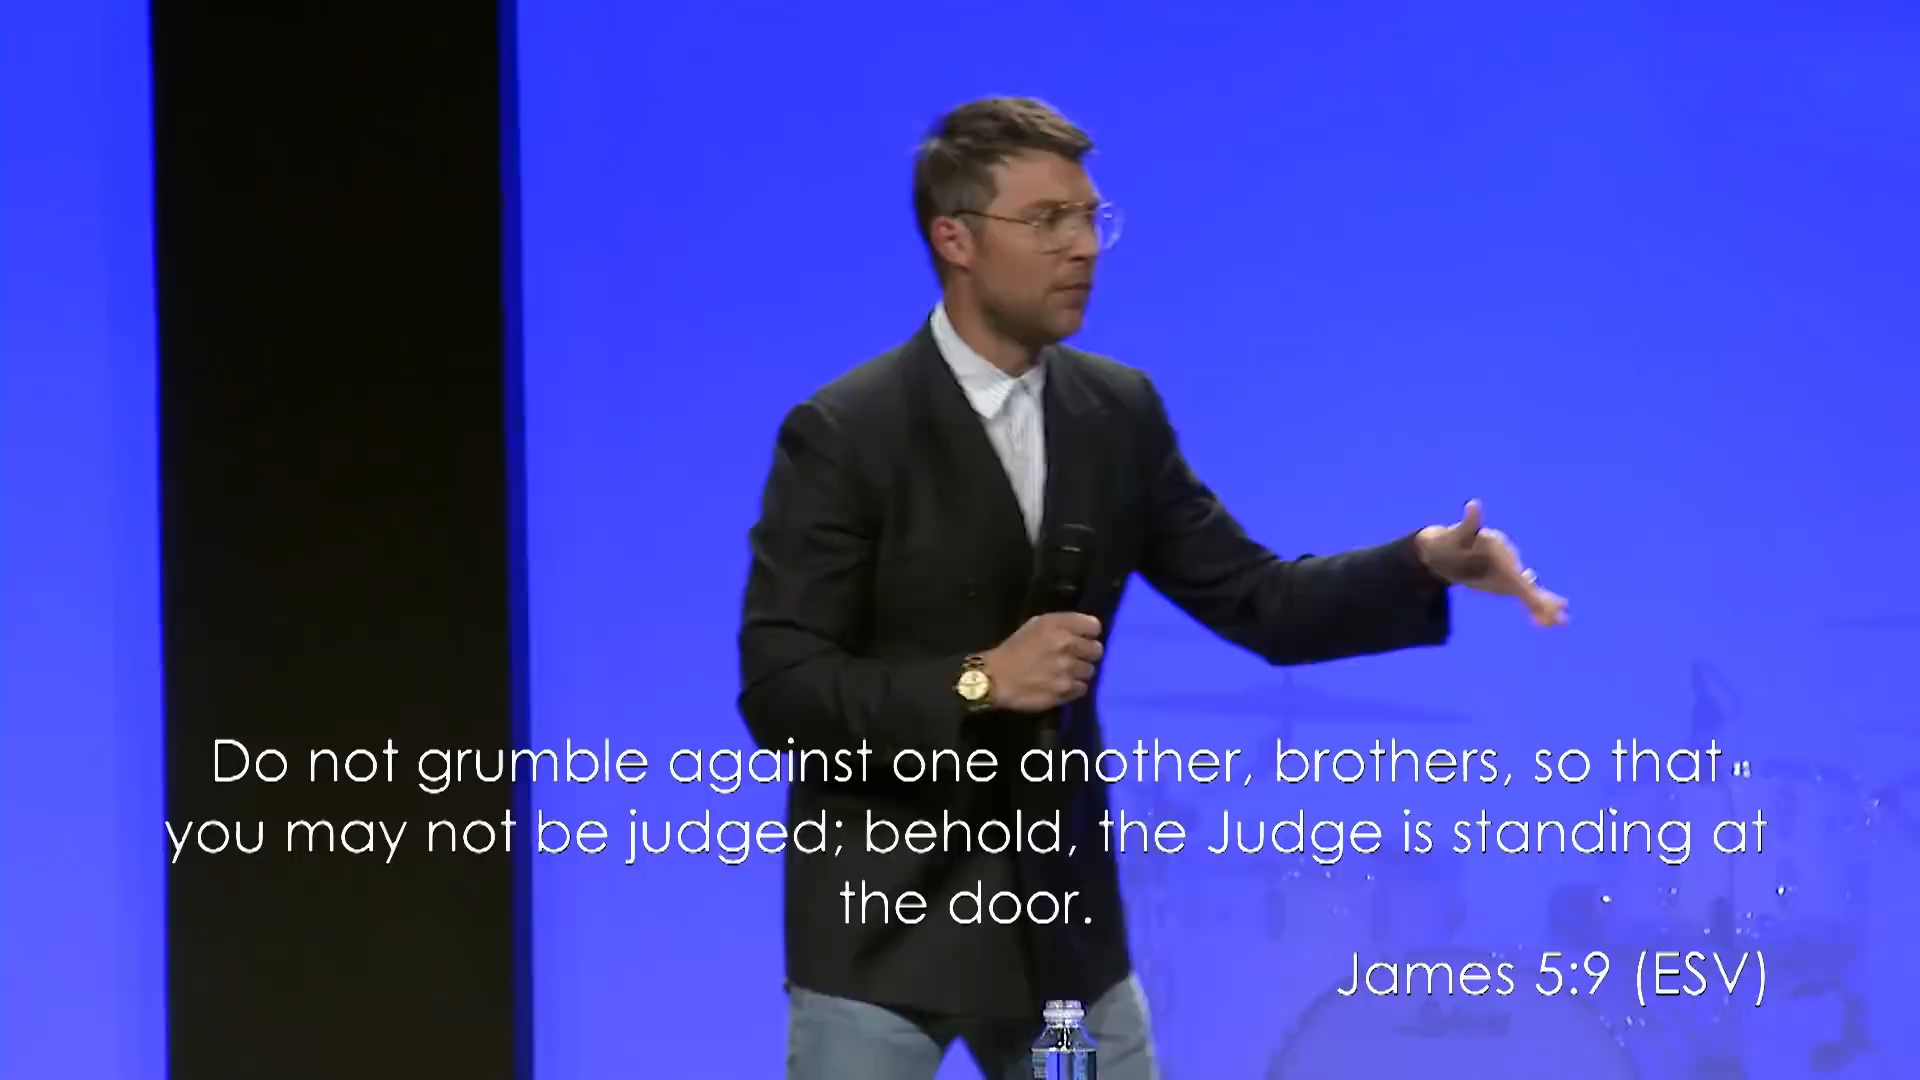 Do not grumble against one another, brothers, so that
you may not be judged; behold, the Judge is standing at
the door.
James 5:9 (ESV)